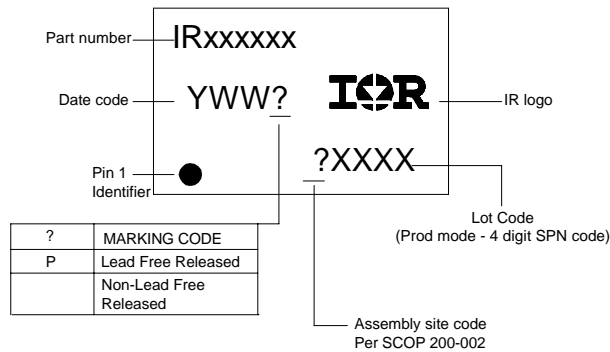 Part number
IRxxxxxx
Date code
YWW?
IOR
IR logo
Pin 1
Identifier
?XXXX
Lot Code
(Prod mode - 4 digit SPN code)
? MARKING CODE
P Lead Free Released
Non-Lead Free
Released
Assembly site code
Per SCOP 200-002